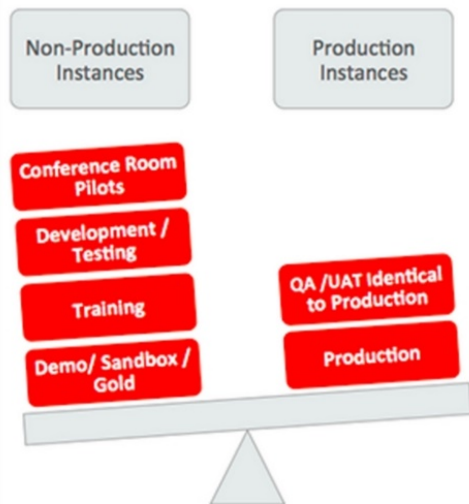 Non-Production
Instances
Production
Instances
Conference Room
Pilots
Development /
Testing
Training
Demo/ Sandbox /
Gold
QA /UAT Identical
to Production
Production